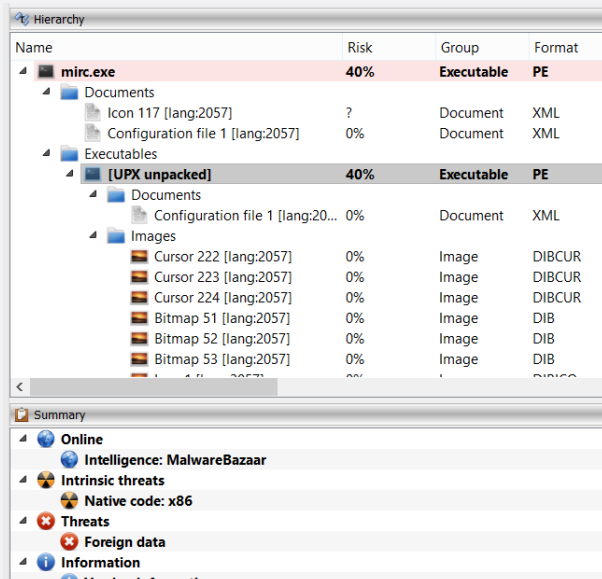 Hierarchy
Name Risk Group Format
mirc.exe 40% Executable PE
Documents
Icon 117 [lang:2057] ? Document XML
Configuration file 1 [lang:2057] 0% Document XML
Executables
[UPX unpacked] 40% Executable PE
Documents
Configuration file 1 [lang:20... 0% Document XML
Images
Cursor 222 [lang:2057] 0% Image DIBCUR
Cursor 223 [lang:2057] 0% Image DIBCUR
Cursor 224 [lang:2057] 0% Image DIBCUR
Bitmap 51 [lang:2057] 0% Image DIB
Bitmap 52 [lang:2057] 0% Image DIB
Bitmap 53 [lang:2057] 0% Image DIB
Summary
Online
Intelligence: MalwareBazaar
Intrinsic threats
Native code: x86
Threats
Foreign data
Information